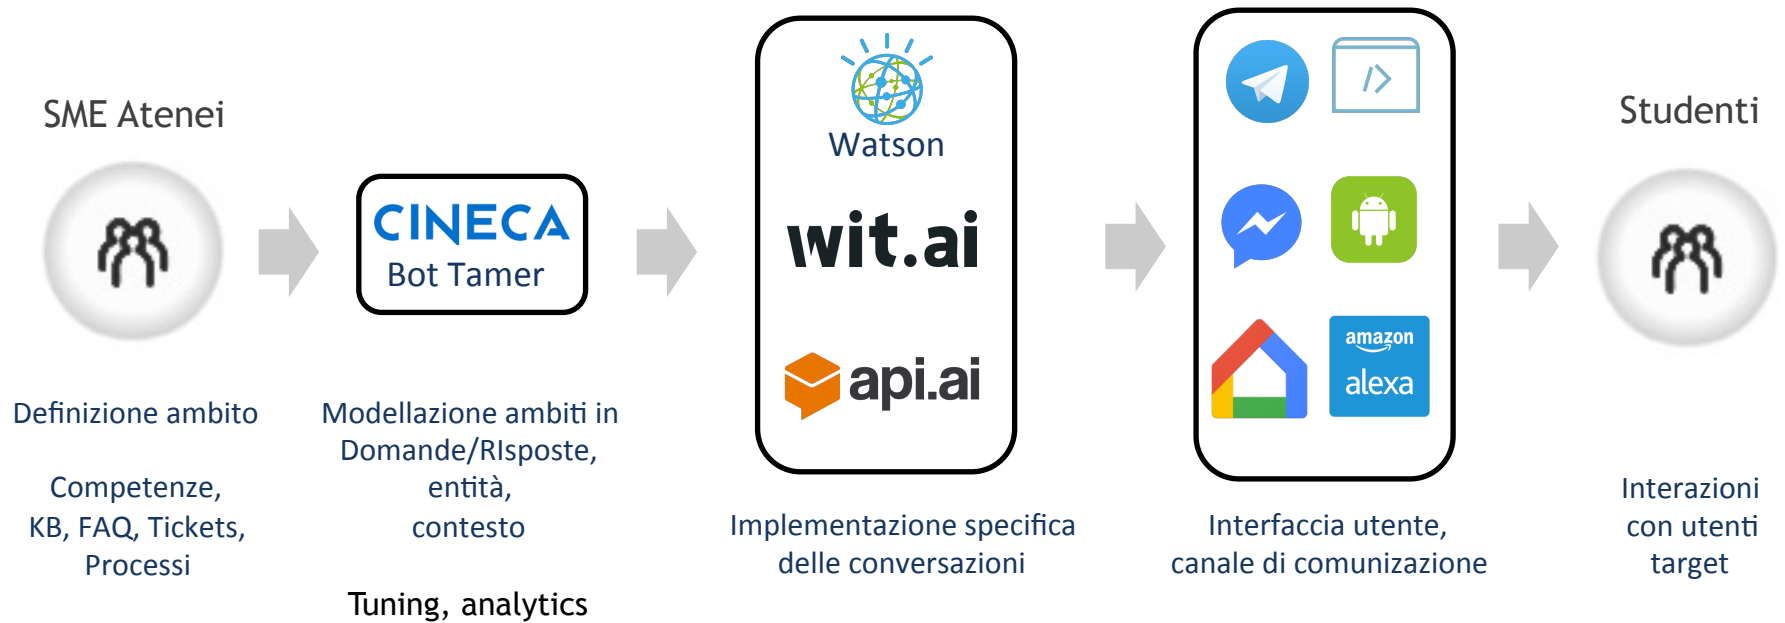 SME Atenei
Definizione ambito
Competenze,
KB, FAQ, Tickets,
Processi
CINECA
Bot Tamer
Modellazione ambiti in
Domande/RIsposte,
entità,
contesto
Tuning, analytics
Watson
wit.ai
api.ai
Implementazione specifica
delle conversazioni
/>
amazon
alexa
Interfaccia utente,
canale di comunizazione
Studenti
Interazioni
con utenti
target